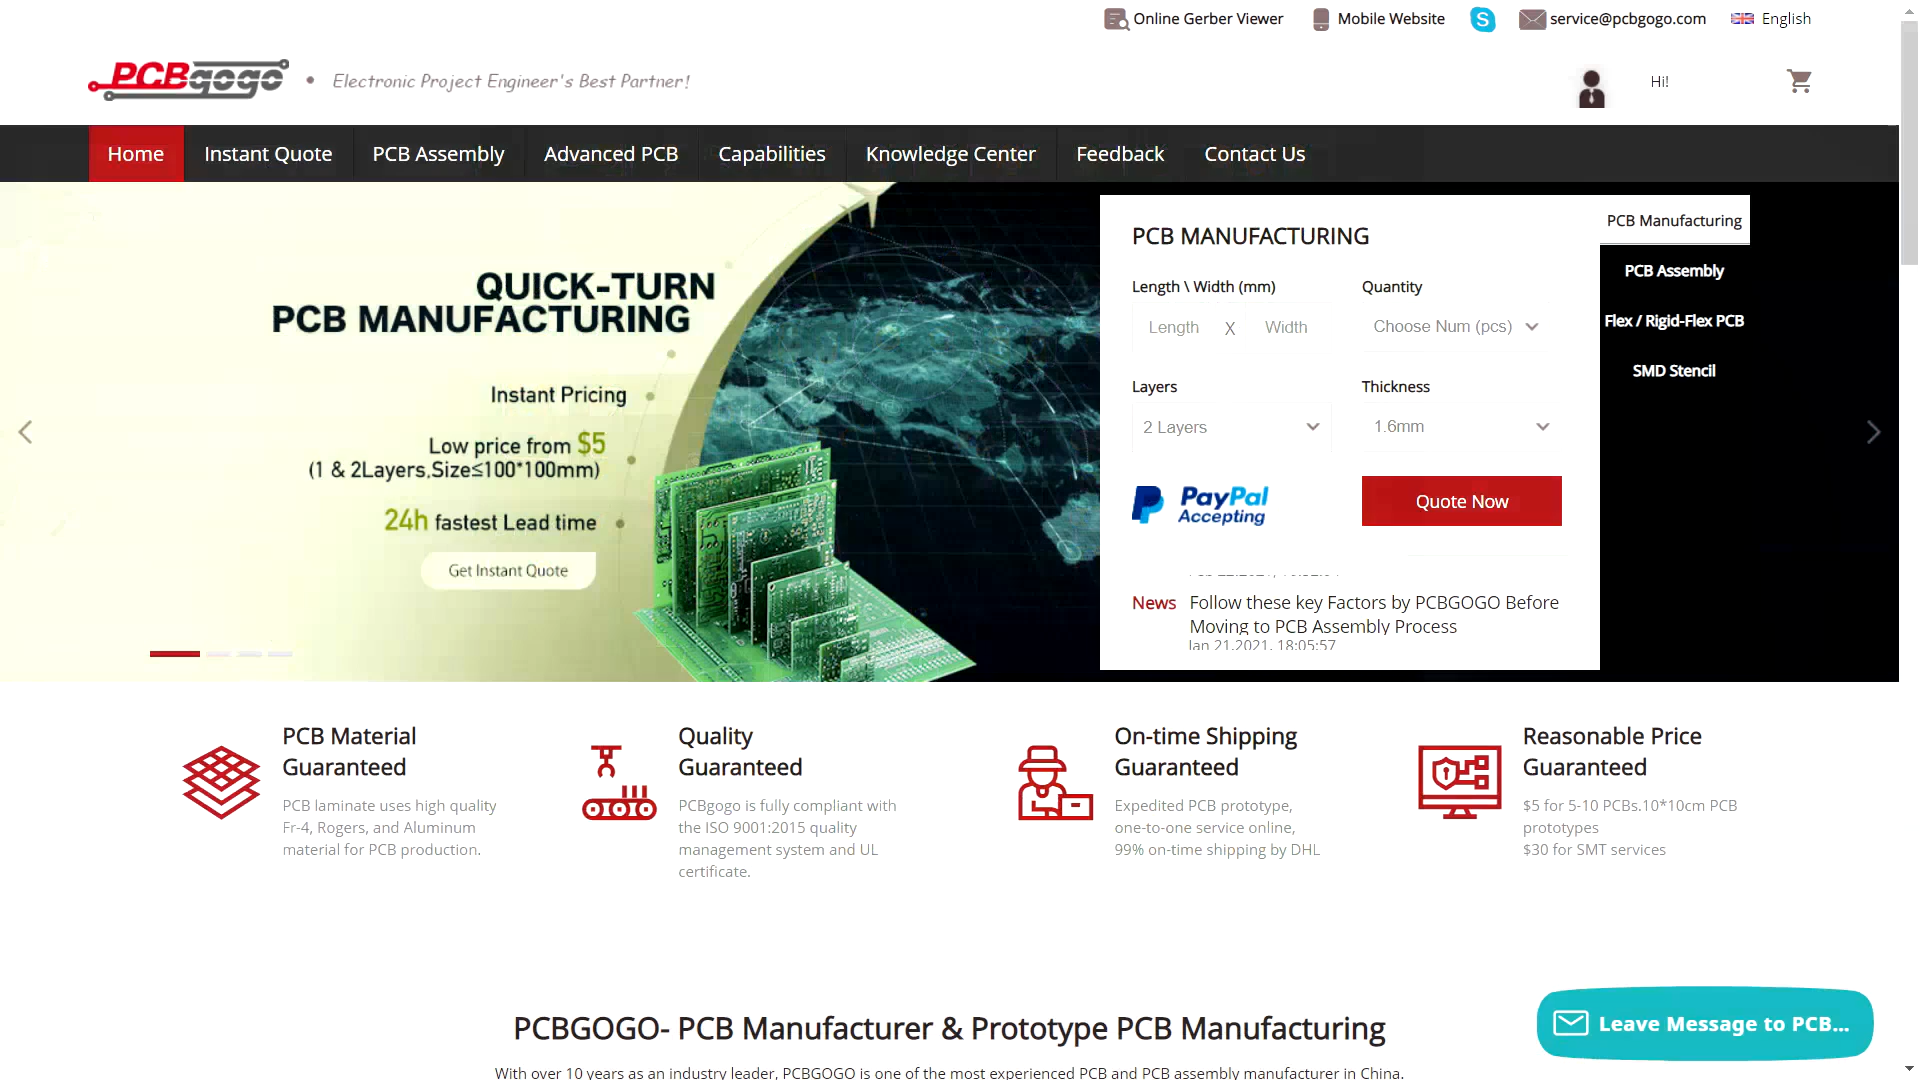 Online Gerber Viewer
Mobile Website
service@pcbgogo.com
English
PCBgogo
• Electronic Project Engineer's Best Partner!
Hi!
Home
Instant Quote
PCB Assembly
Advanced PCB
Capabilities
Knowledge Center
Feedback
Contact Us
QUICK-TURN
PCB MANUFACTURING
Instant Pricing
Low price from $5
(1 & 2Layers,Size≤100*100mm)
24h fastest Lead time
Get Instant Quote
PCB MANUFACTURING
Length \ Width (mm)
Quantity
Length X Width
Choose Num (pcs)
Layers
Thickness
2 Layers
1.6mm
PayPal
Accepting
Quote Now
News
Follow these key Factors by PCBGOGO Before
Moving to PCB Assembly Process
Jan 21,2021, 18:05:57
PCB Manufacturing
PCB Assembly
Flex / Rigid-Flex PCB
SMD Stencil
PCB Material
Guaranteed
PCB laminate uses high quality
Fr-4, Rogers, and Aluminum
material for PCB production.
Quality
Guaranteed
PCBgogo is fully compliant with
the ISO 9001:2015 quality
management system and UL
certificate.
On-time Shipping
Guaranteed
Expedited PCB prototype,
one-to-one service online,
99% on-time shipping by DHL
Reasonable Price
Guaranteed
$5 for 5-10 PCBs.10*10cm PCB
prototypes
$30 for SMT services
PCBGOGO- PCB Manufacturer & Prototype PCB Manufacturing
With over 10 years as an industry leader, PCBGOGO is one of the most experienced PCB and PCB assembly manufacturer in China.
Leave Message to PCB...